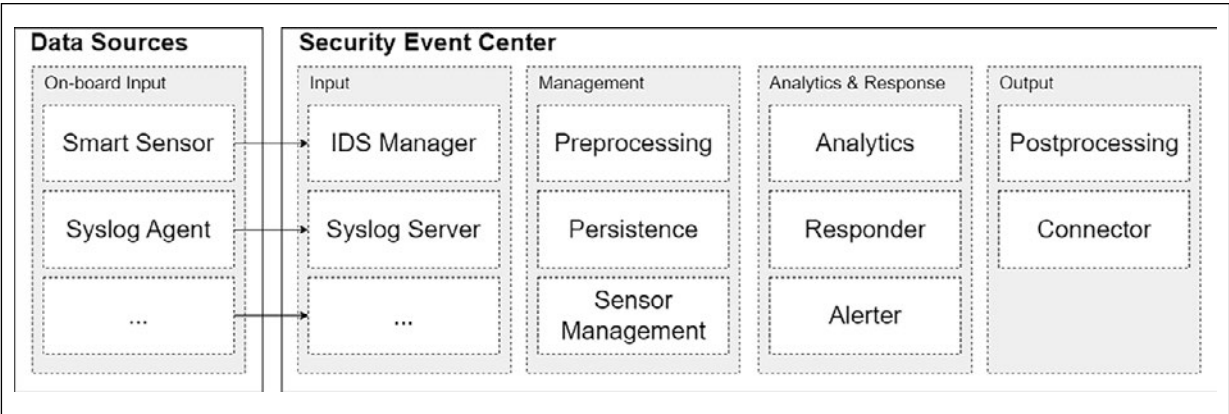 Data Sources
On-board Input
Smart Sensor
Syslog Agent
...
Security Event Center
Input
IDS Manager
Syslog Server
...
Management
Preprocessing
Persistence
Sensor
Management
Analytics & Response
Analytics
Responder
Alerter
Output
Postprocessing
Connector